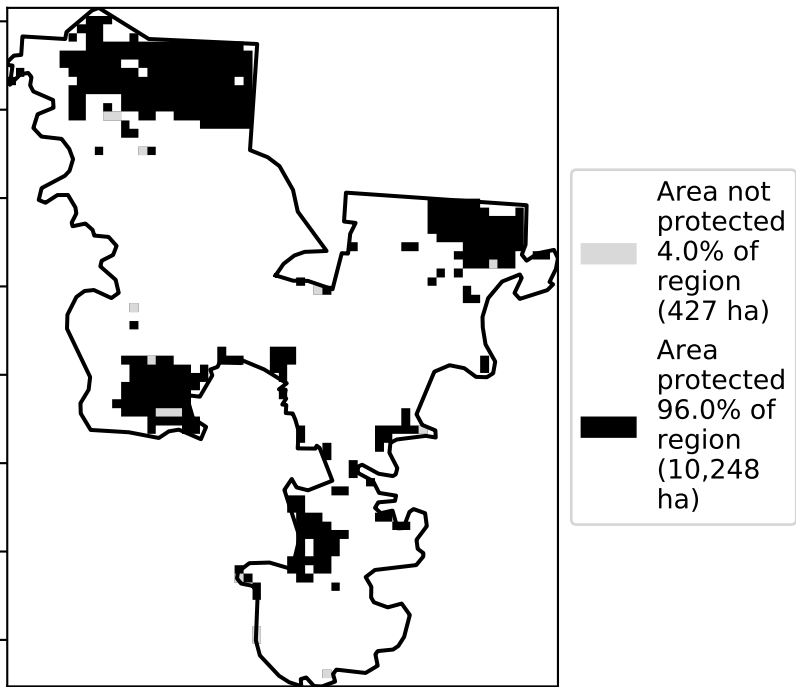 Area not
protected
4.0% of
region
(427 ha)
Area
protected
96.0% of
region
(10,248
ha)